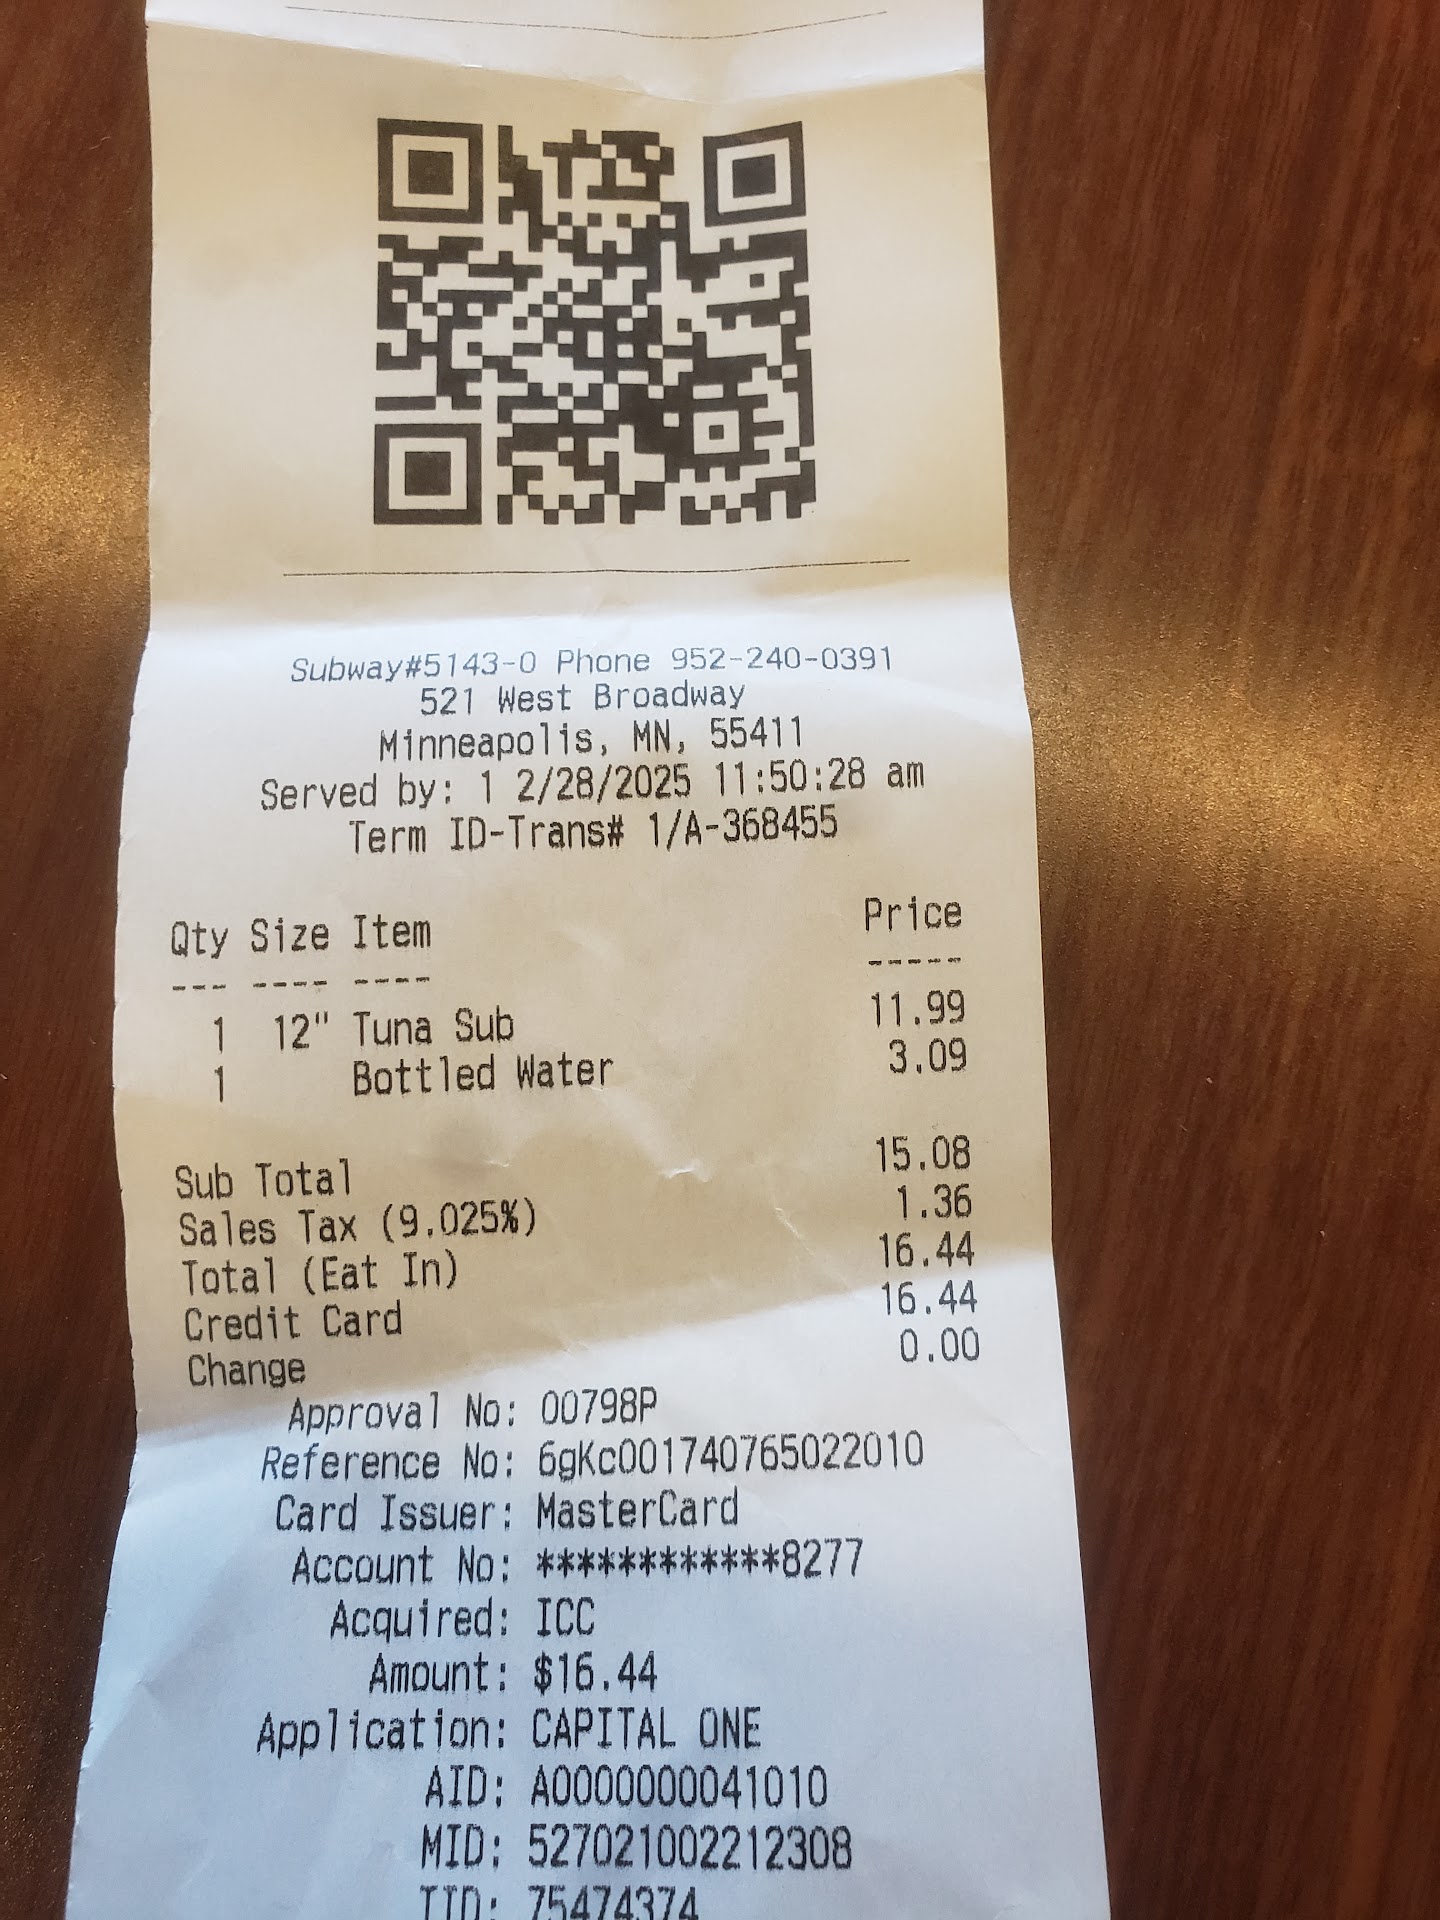 Subway#5143-0 Phone 952-240-0391
521 West Broadway
Minneapolis, MN, 55411
Served by: 1 2/28/2025 11:50:28 am
Term ID-Trans# 1/A-368455
Qty Size Item Price
--- ---- ---- -----
1 12" Tuna Sub 11.99
1 Bottled Water 3.09
Sub Total 15.08
Sales Tax (9.025%) 1.36
Total (Eat In) 16.44
Credit Card 16.44
Change 0.00
Approval No: 00798P
Reference No: 6gKc001740765022010
Card Issuer: MasterCard
Account No: ************8277
Acquired: ICC
Amount: $16.44
Application: CAPITAL ONE
AID: A0000000041010
MID: 527021002212308
TID: 75474374